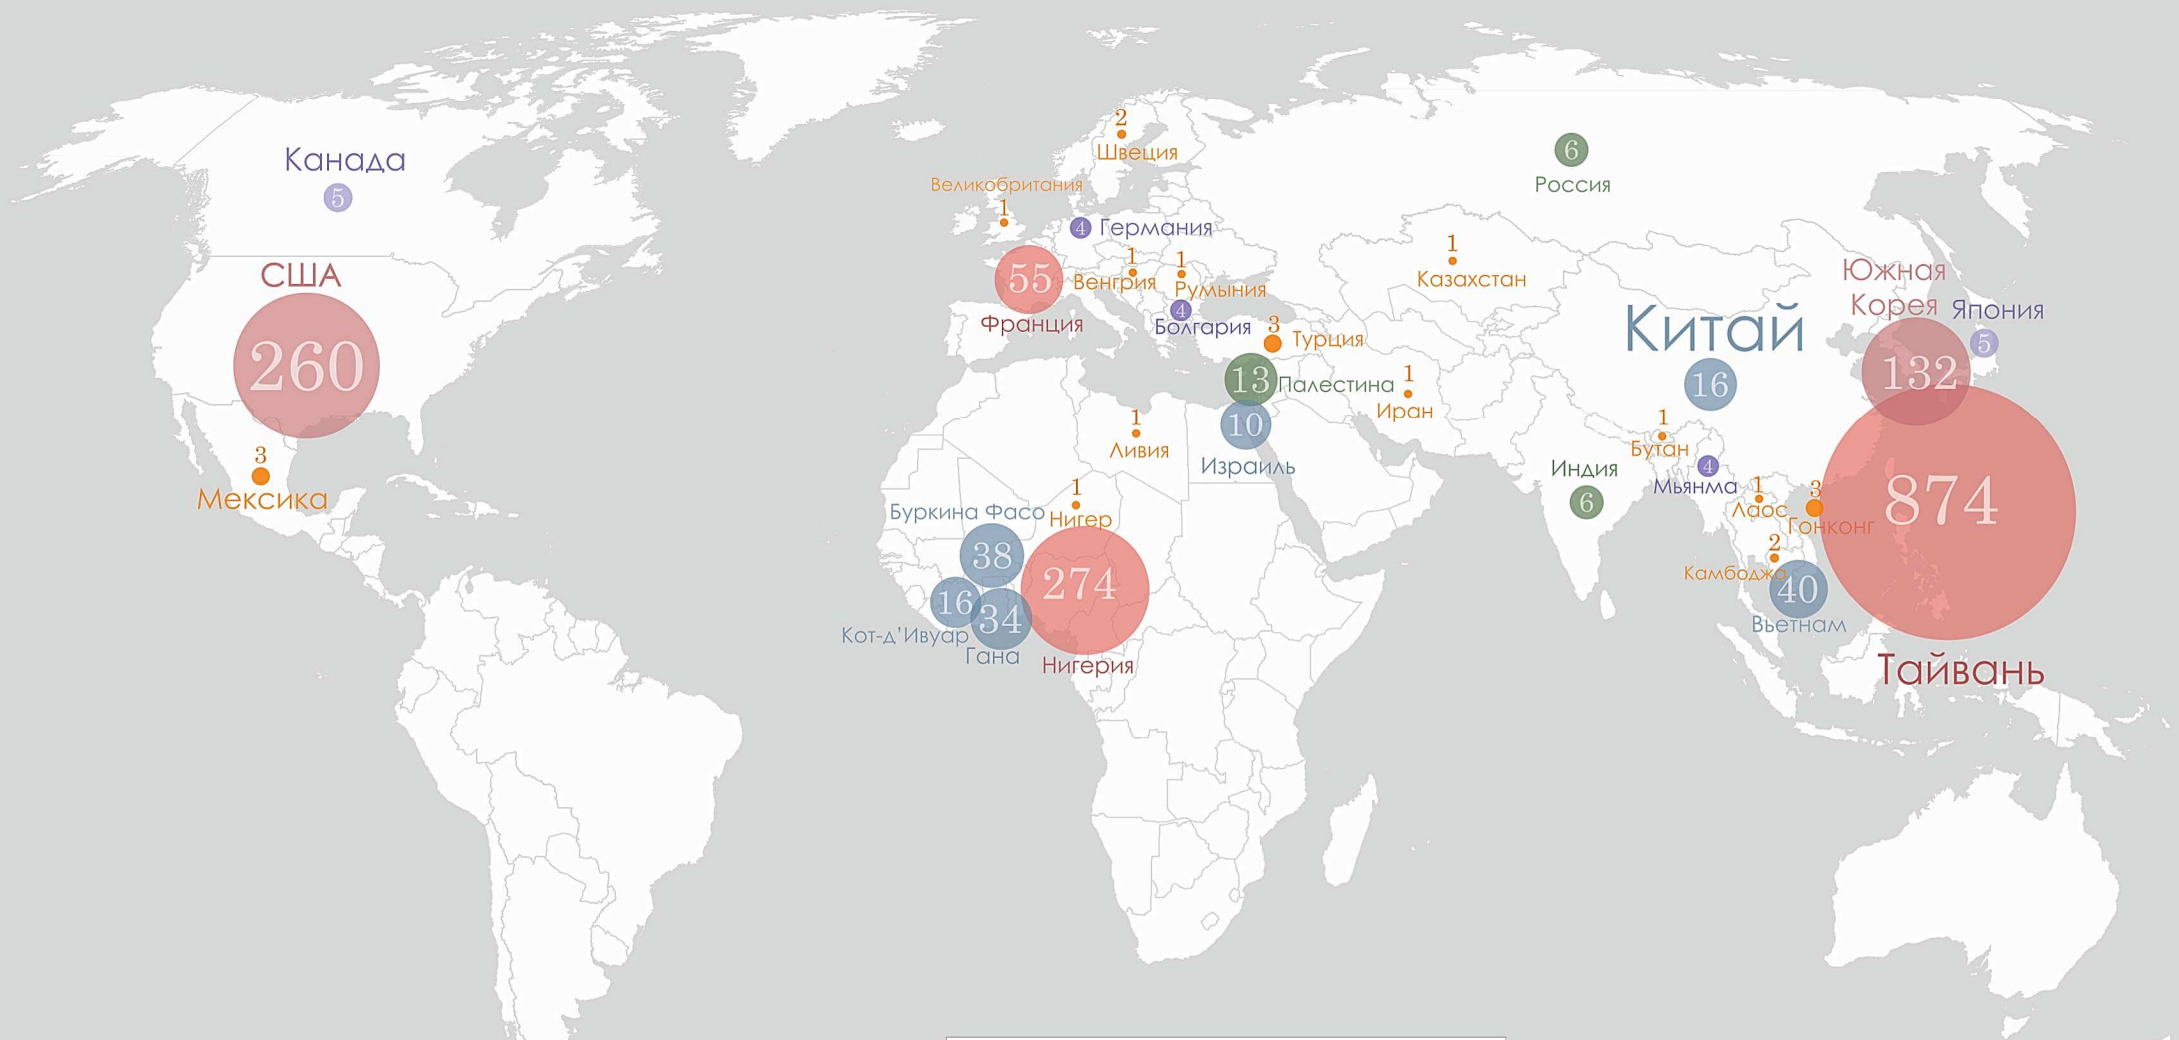 2
Швеция
6
Россия
Канада
5
Великобритания
1
4 Германия
США
260
55
Франция
1
Венгрия
1
Румыния
4
Болгария
1
Казахстан
3
Турция
13 Палестина
1
Иран
10
Израиль
Китай
16
Южная
Корея
132
Япония
5
3
Мексика
1
Ливия
1
Бутан
Индия
6
4
Мьянма
1
Лаос
3
Гонконг
874
Тайвань
2
Камбоджа
40
Вьетнам
1
Нигер
Буркина Фасо
38
16
Кот-д’Ивуар
34
Гана
274
Нигерия